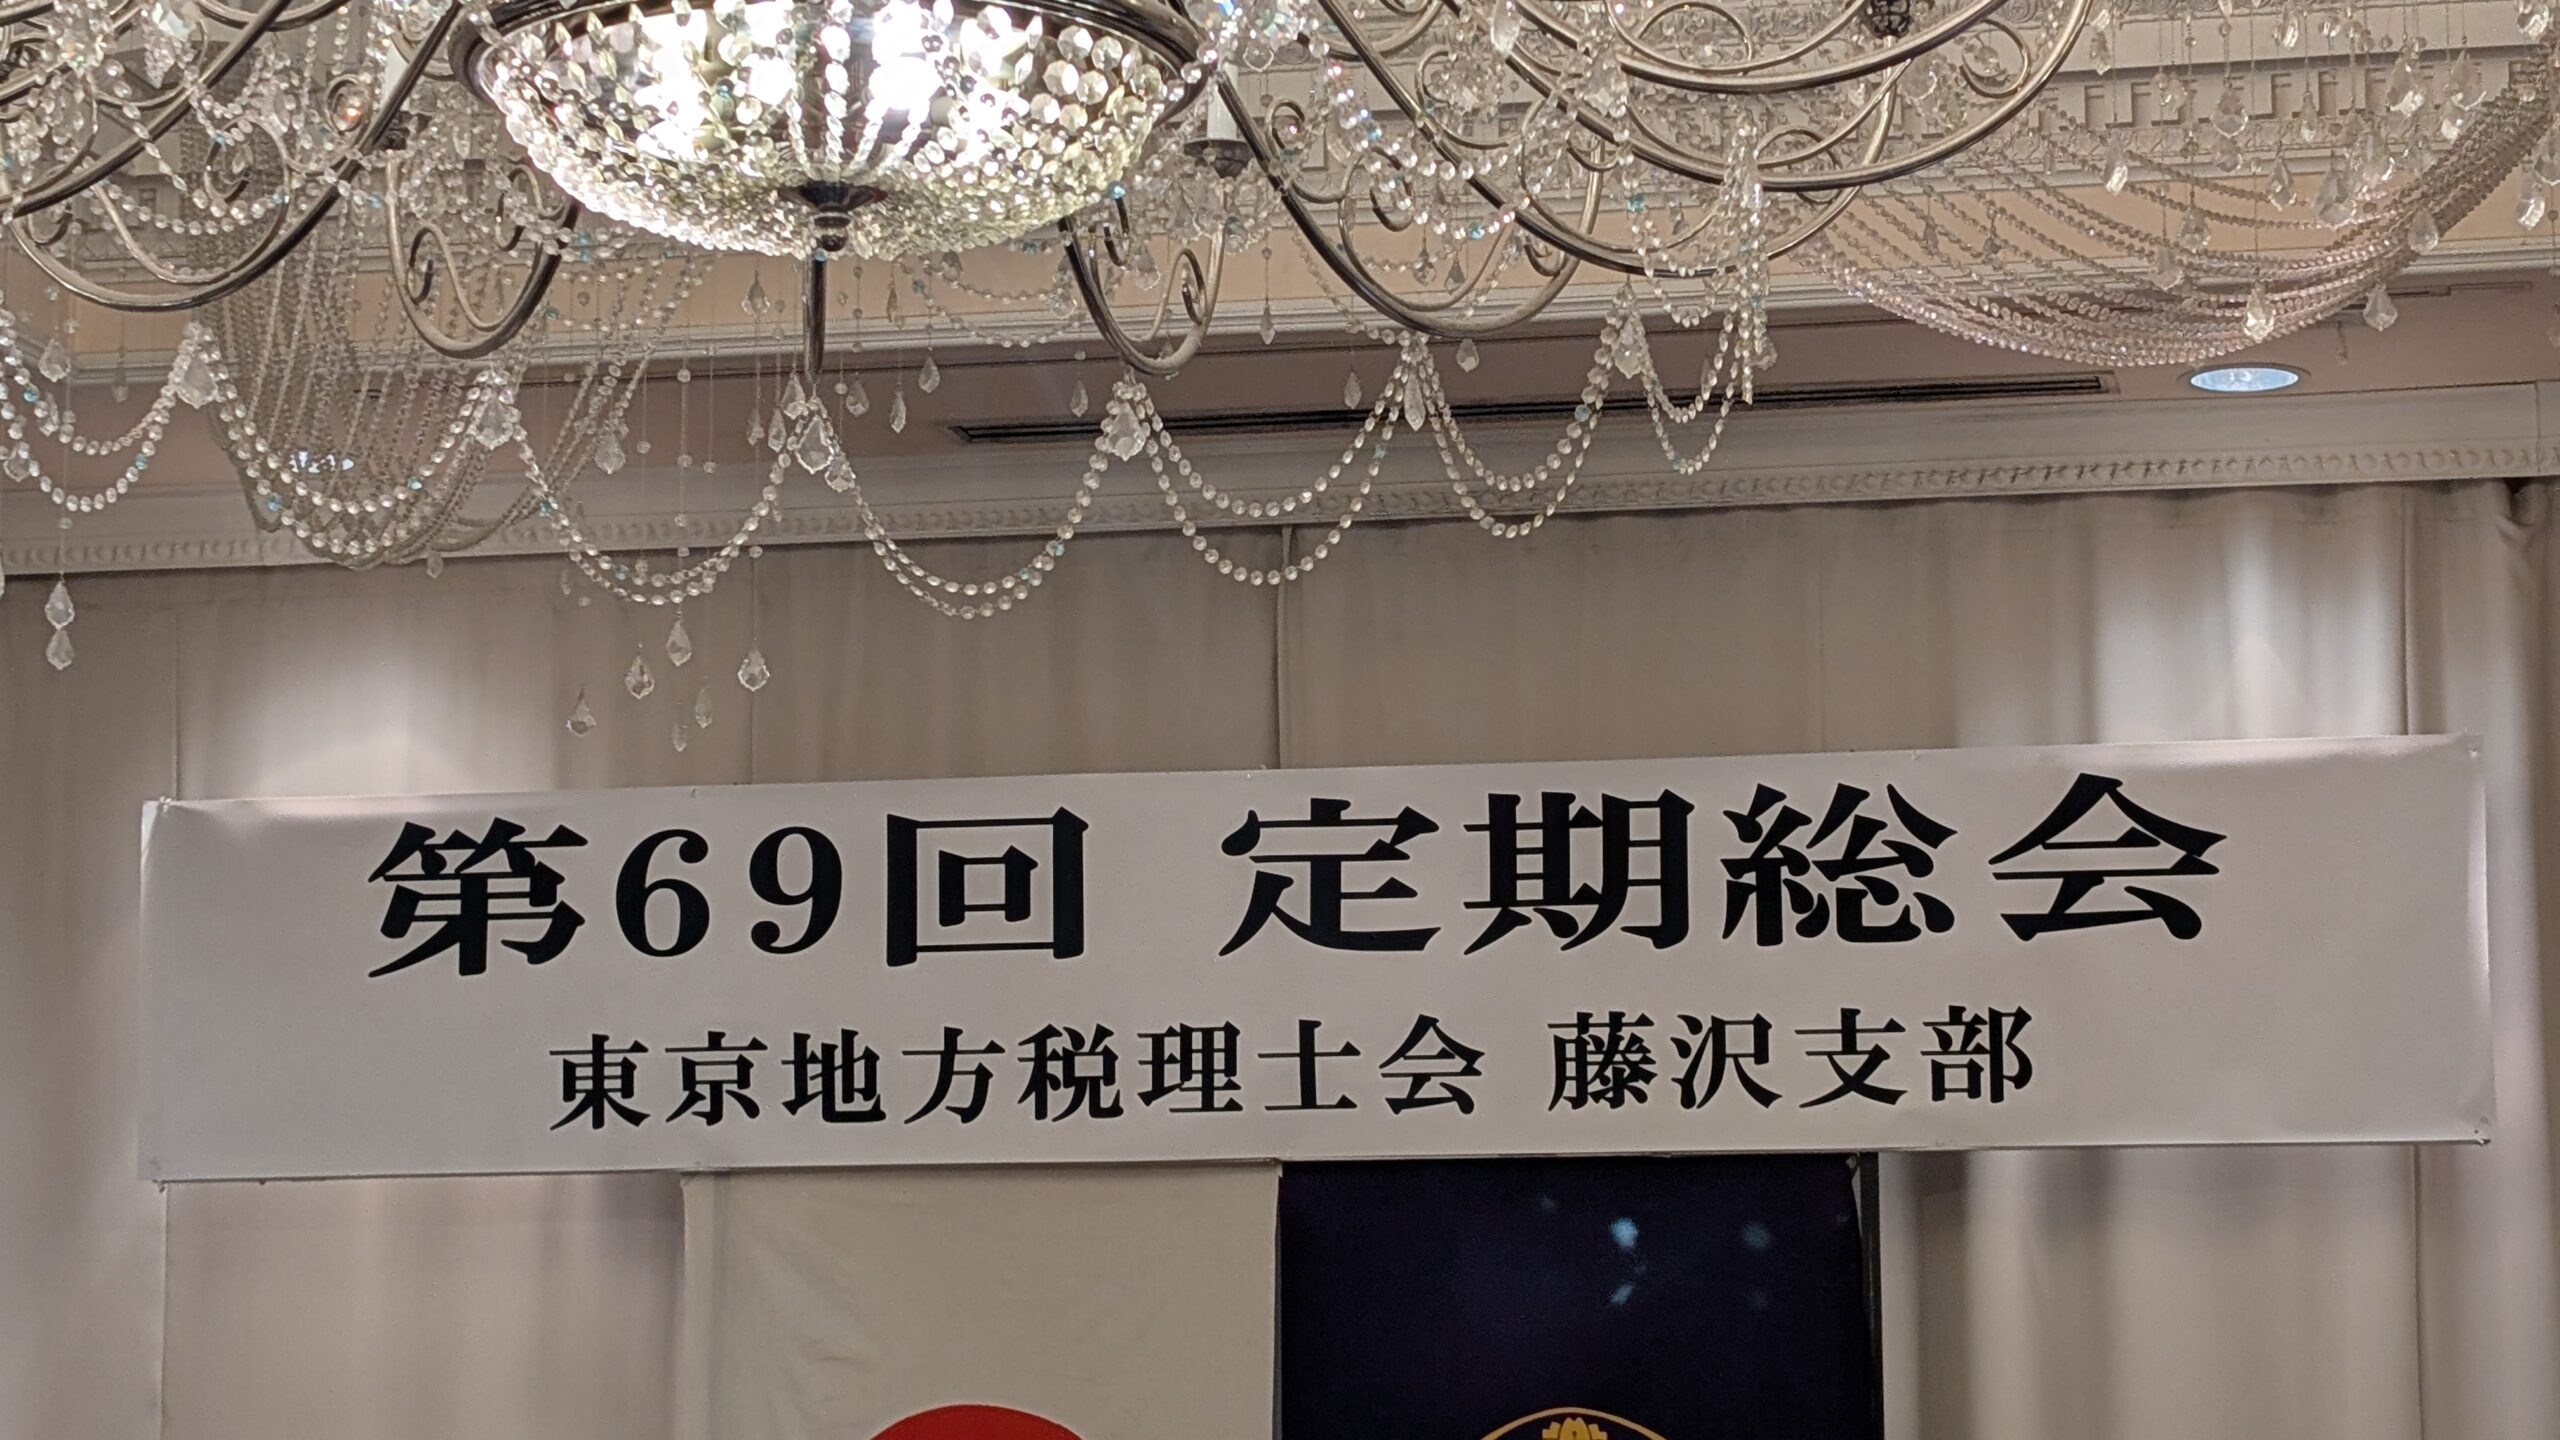 第69回 定期総会
東京地方税理士会 藤沢支部